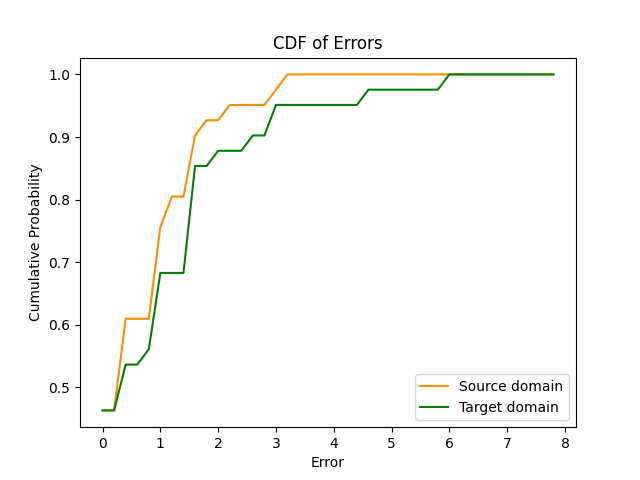 CDF of Errors
Cumulative Probability
1.0
0.9
0.8
0.7
0.6
0.5
0 1 2 3 4 5 6 7 8
Error
Source domain
Target domain